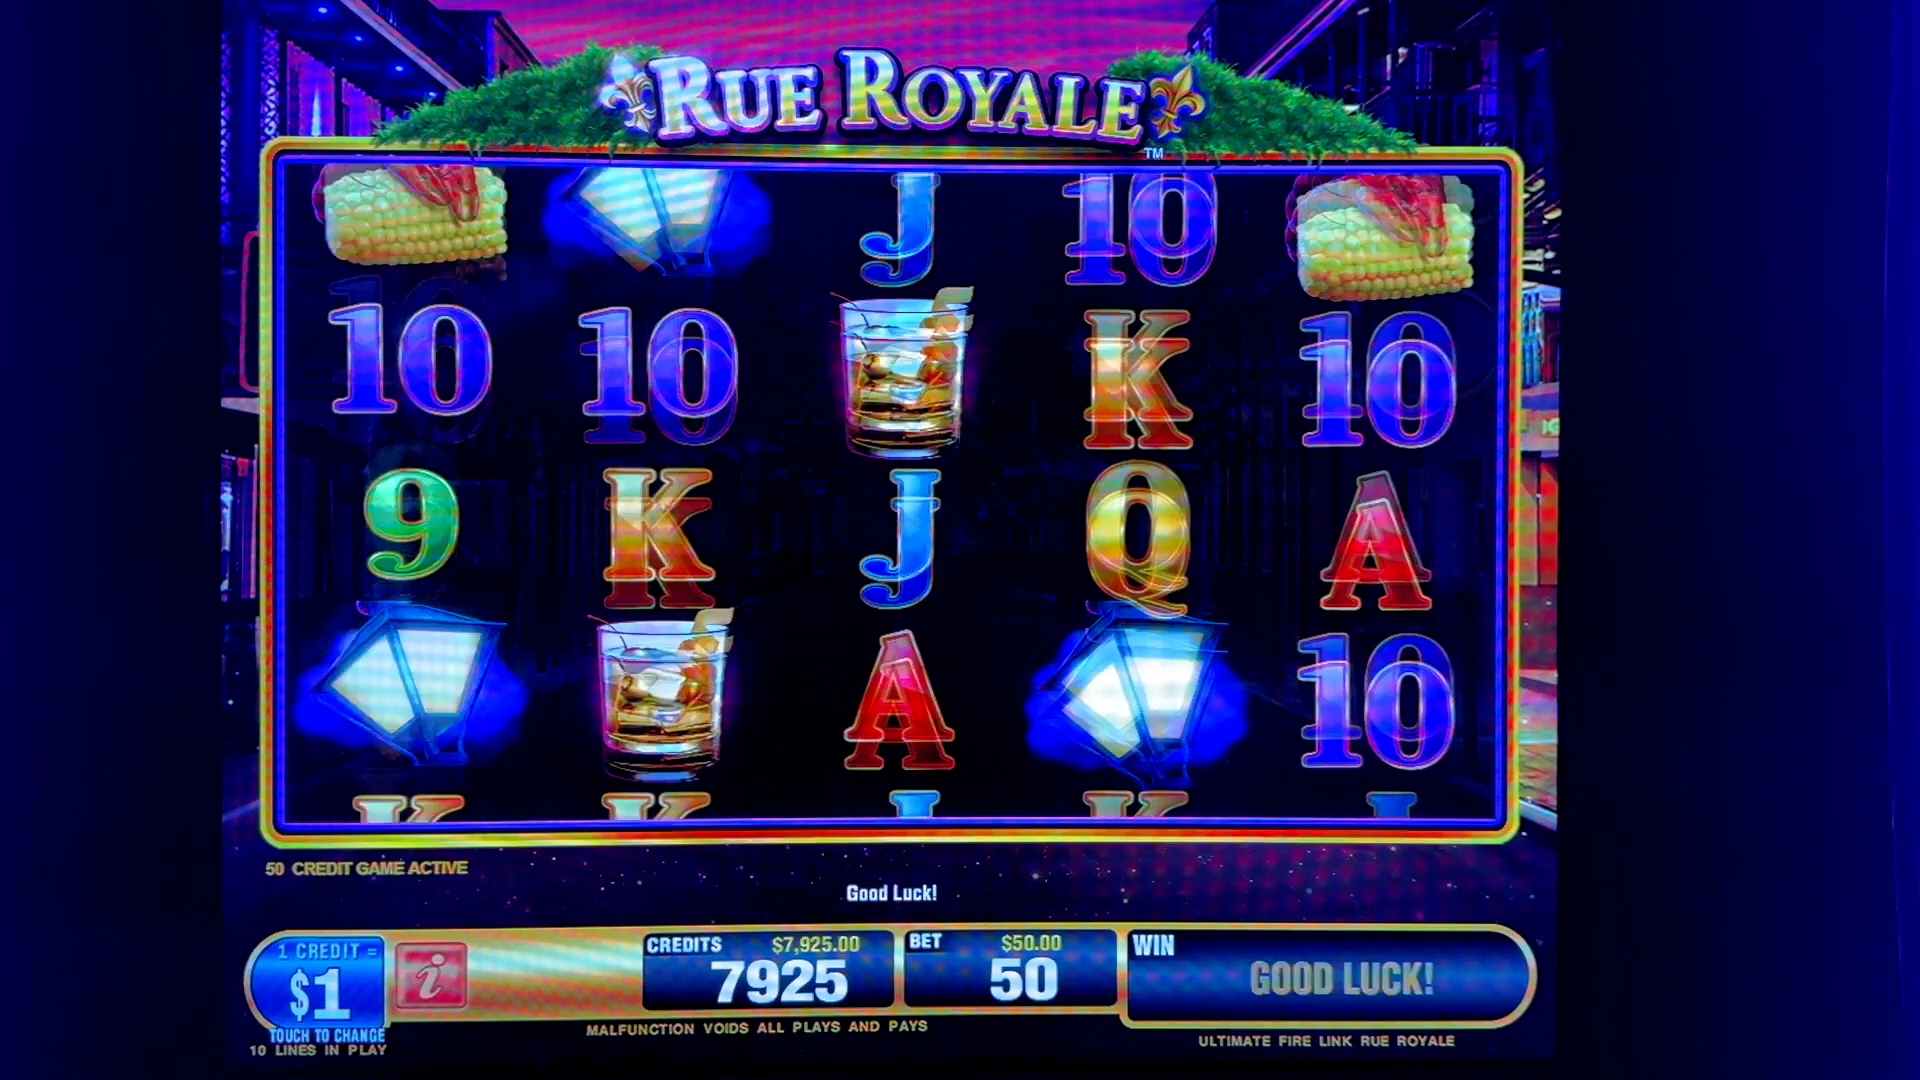 RUE ROYALE
TM
J 10
10 10 K 10
9 K J Q A
A 10
K K J K J
50 CREDIT GAME ACTIVE
Good Luck!
1 CREDIT =
$1
TOUCH TO CHANGE
10 LINES IN PLAY
i
CREDITS $7,925.00
7925
BET $50.00
50
WIN
GOOD LUCK!
MALFUNCTION VOIDS ALL PLAYS AND PAYS
ULTIMATE FIRE LINK RUE ROYALE